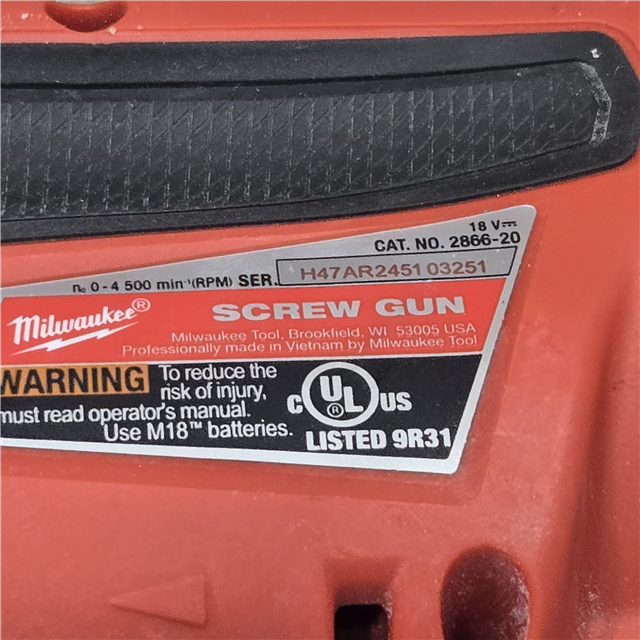 18 V⎓
CAT. NO. 2866-20
n₀ 0-4 500 min⁻¹(RPM) SER. H47AR245103251
Milwaukee®
SCREW GUN
Milwaukee Tool, Brookfield, WI 53005 USA
Professionally made in Vietnam by Milwaukee Tool
WARNING To reduce the
risk of injury,
must read operator's manual.
Use M18™ batteries.
C UL® US
LISTED 9R31